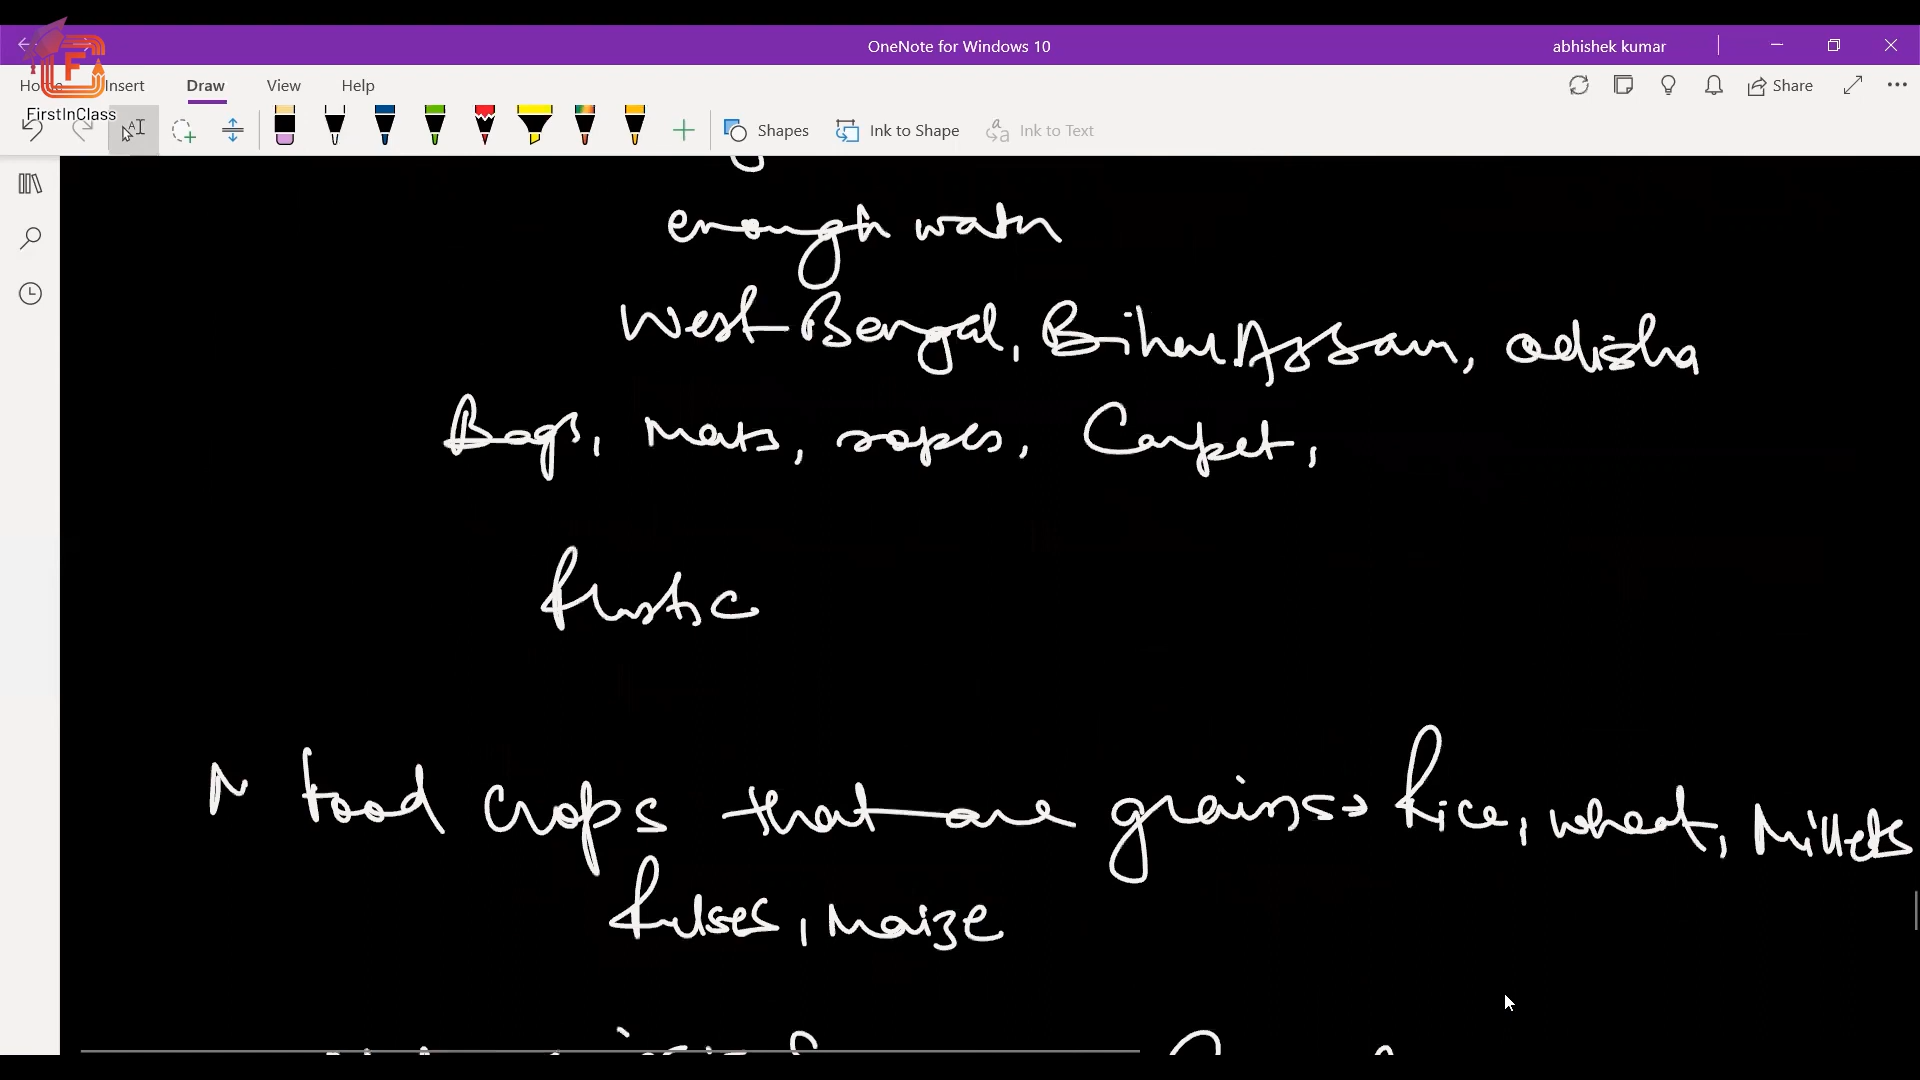 OneNote for Windows 10
abhishek kumar
FirstInClass
Home Insert Draw View Help
Share
Shapes Ink to Shape Ink to Text
enough water
West Bengal, Bihar Assam, odisha
Bags, Mats, ropes, Carpet,
Plastic
food crops that are grains→ Rice, wheat, Millets
Pulses, Maize